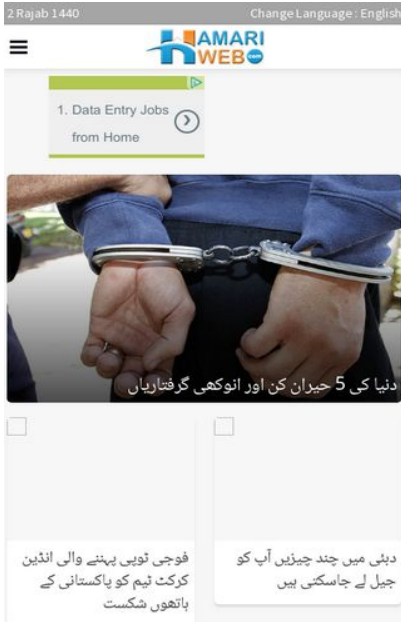 2 Rajab 1440
Change Language : English
HAMARI
WEB.com
1. Data Entry Jobs
from Home
دنیا کی 5 حیران کن اور انوکھی گرفتاریاں
دبئی میں چند چیزیں آپ کو
جیل لے جاسکتی ہیں
فوجی ٹوپی پہننے والی انڈین
کرکٹ ٹیم کو پاکستانی کے
ہاتھوں شکست